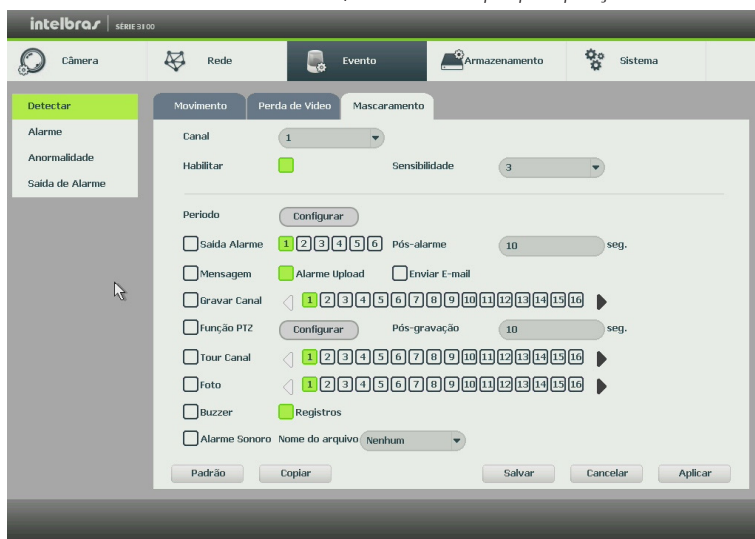 intelbras SÉRIE 3100
Câmera Rede Evento Armazenamento Sistema
Detectar
Alarme
Anormalidade
Saída de Alarme
Movimento Perda de Vídeo Mascaramento
Canal 1
Habilitar Sensibilidade 3
Periodo Configurar
Saída Alarme 1 2 3 4 5 6 Pós-alarme 10 seg.
Mensagem Alarme Upload Enviar E-mail
Gravar Canal 1 2 3 4 5 6 7 8 9 10 11 12 13 14 15 16
Função PTZ Configurar Pós-gravação 10 seg.
Tour Canal 1 2 3 4 5 6 7 8 9 10 11 12 13 14 15 16
Foto 1 2 3 4 5 6 7 8 9 10 11 12 13 14 15 16
Buzzer Registros
Alarme Sonoro Nome do arquivo Nenhum
Padrão Copiar Salvar Cancelar Aplicar